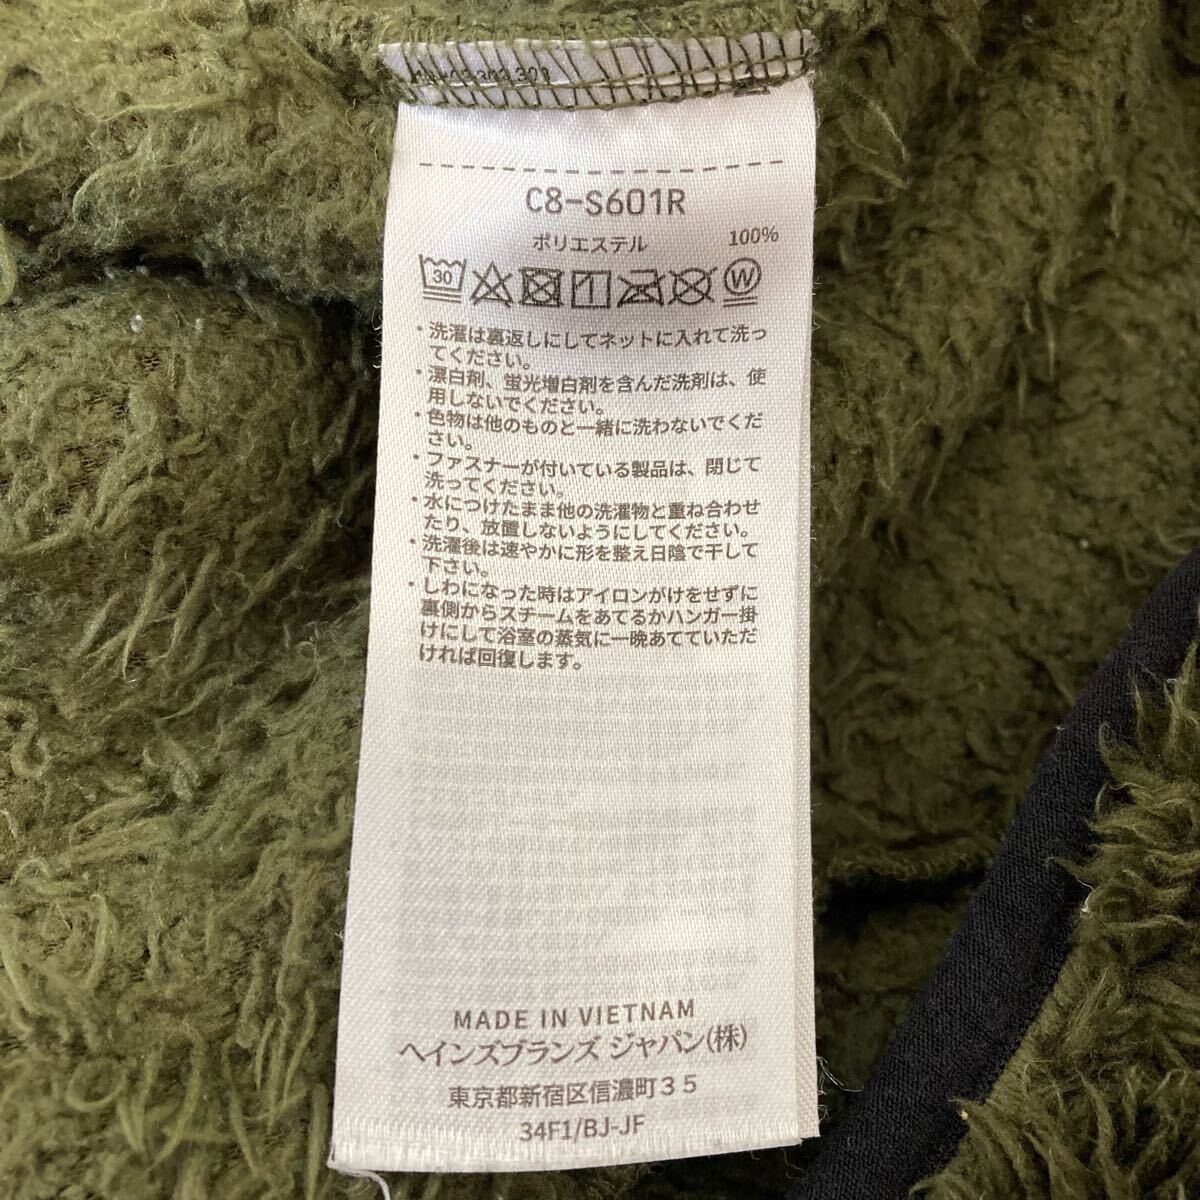 C8-S601R
ポリエステル 100%
30
W
・洗濯は裏返しにしてネットに入れて洗っ
てください。
・漂白剤、蛍光増白剤を含んだ洗剤は、使
用しないでください。
・色物は他のものと一緒に洗わないでくだ
さい。
・ファスナーが付いている製品は、閉じて
洗ってください。
・水につけたまま他の洗濯物と重ね合わせ
たり、放置しないようにしてください。
・洗濯後は速やかに形を整え日陰で干して
下さい。
・しわになった時はアイロンがけをせずに
裏側からスチームをあてるかハンガー掛
けにして浴室の蒸気に一晩あてていただ
ければ回復します。
MADE IN VIETNAM
ヘインズブランズ ジャパン(株)
東京都新宿区信濃町３５
34F1/BJ-JF